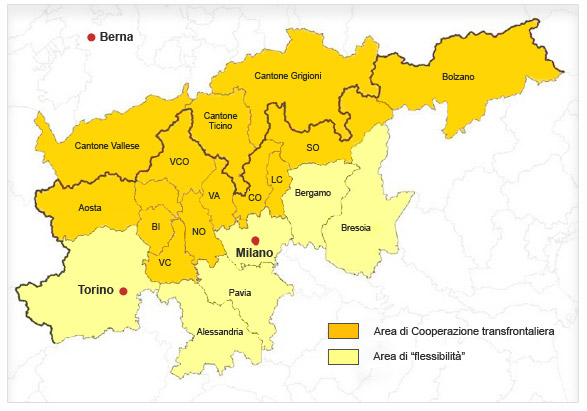 Berna
Bolzano
Cantone Grigioni
Cantone
Ticino
Cantone Vallese
SO
VCO
LC
Bergamo
VA
CO
Aosta
BI
NO
Brescia
Milano
VC
Torino
Pavia
Alessandria
Area di Cooperazione transfrontaliera
Area di “flessibilità”